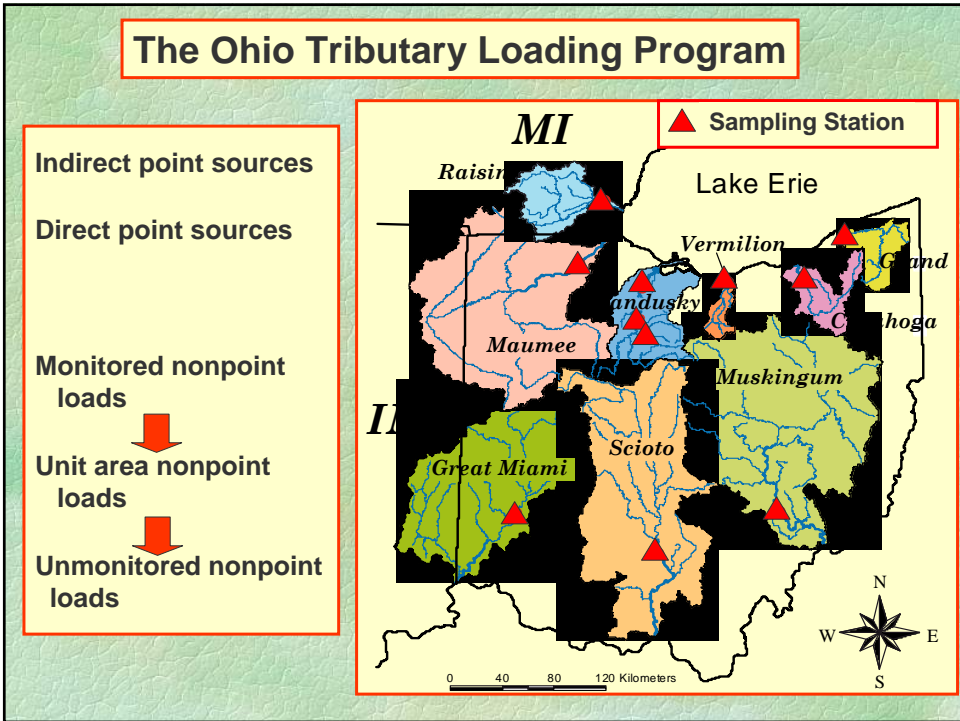 The Ohio Tributary Loading Program
Indirect point sources
Direct point sources
Monitored nonpoint
loads
Unit area nonpoint
loads
Unmonitored nonpoint
loads
Sampling Station
MI
Raisin
Lake Erie
Vermilion
Grand
andusky
Maumee
Muskingum
Scioto
Great Miami
N
W E
S
0 40 80 120 Kilometers